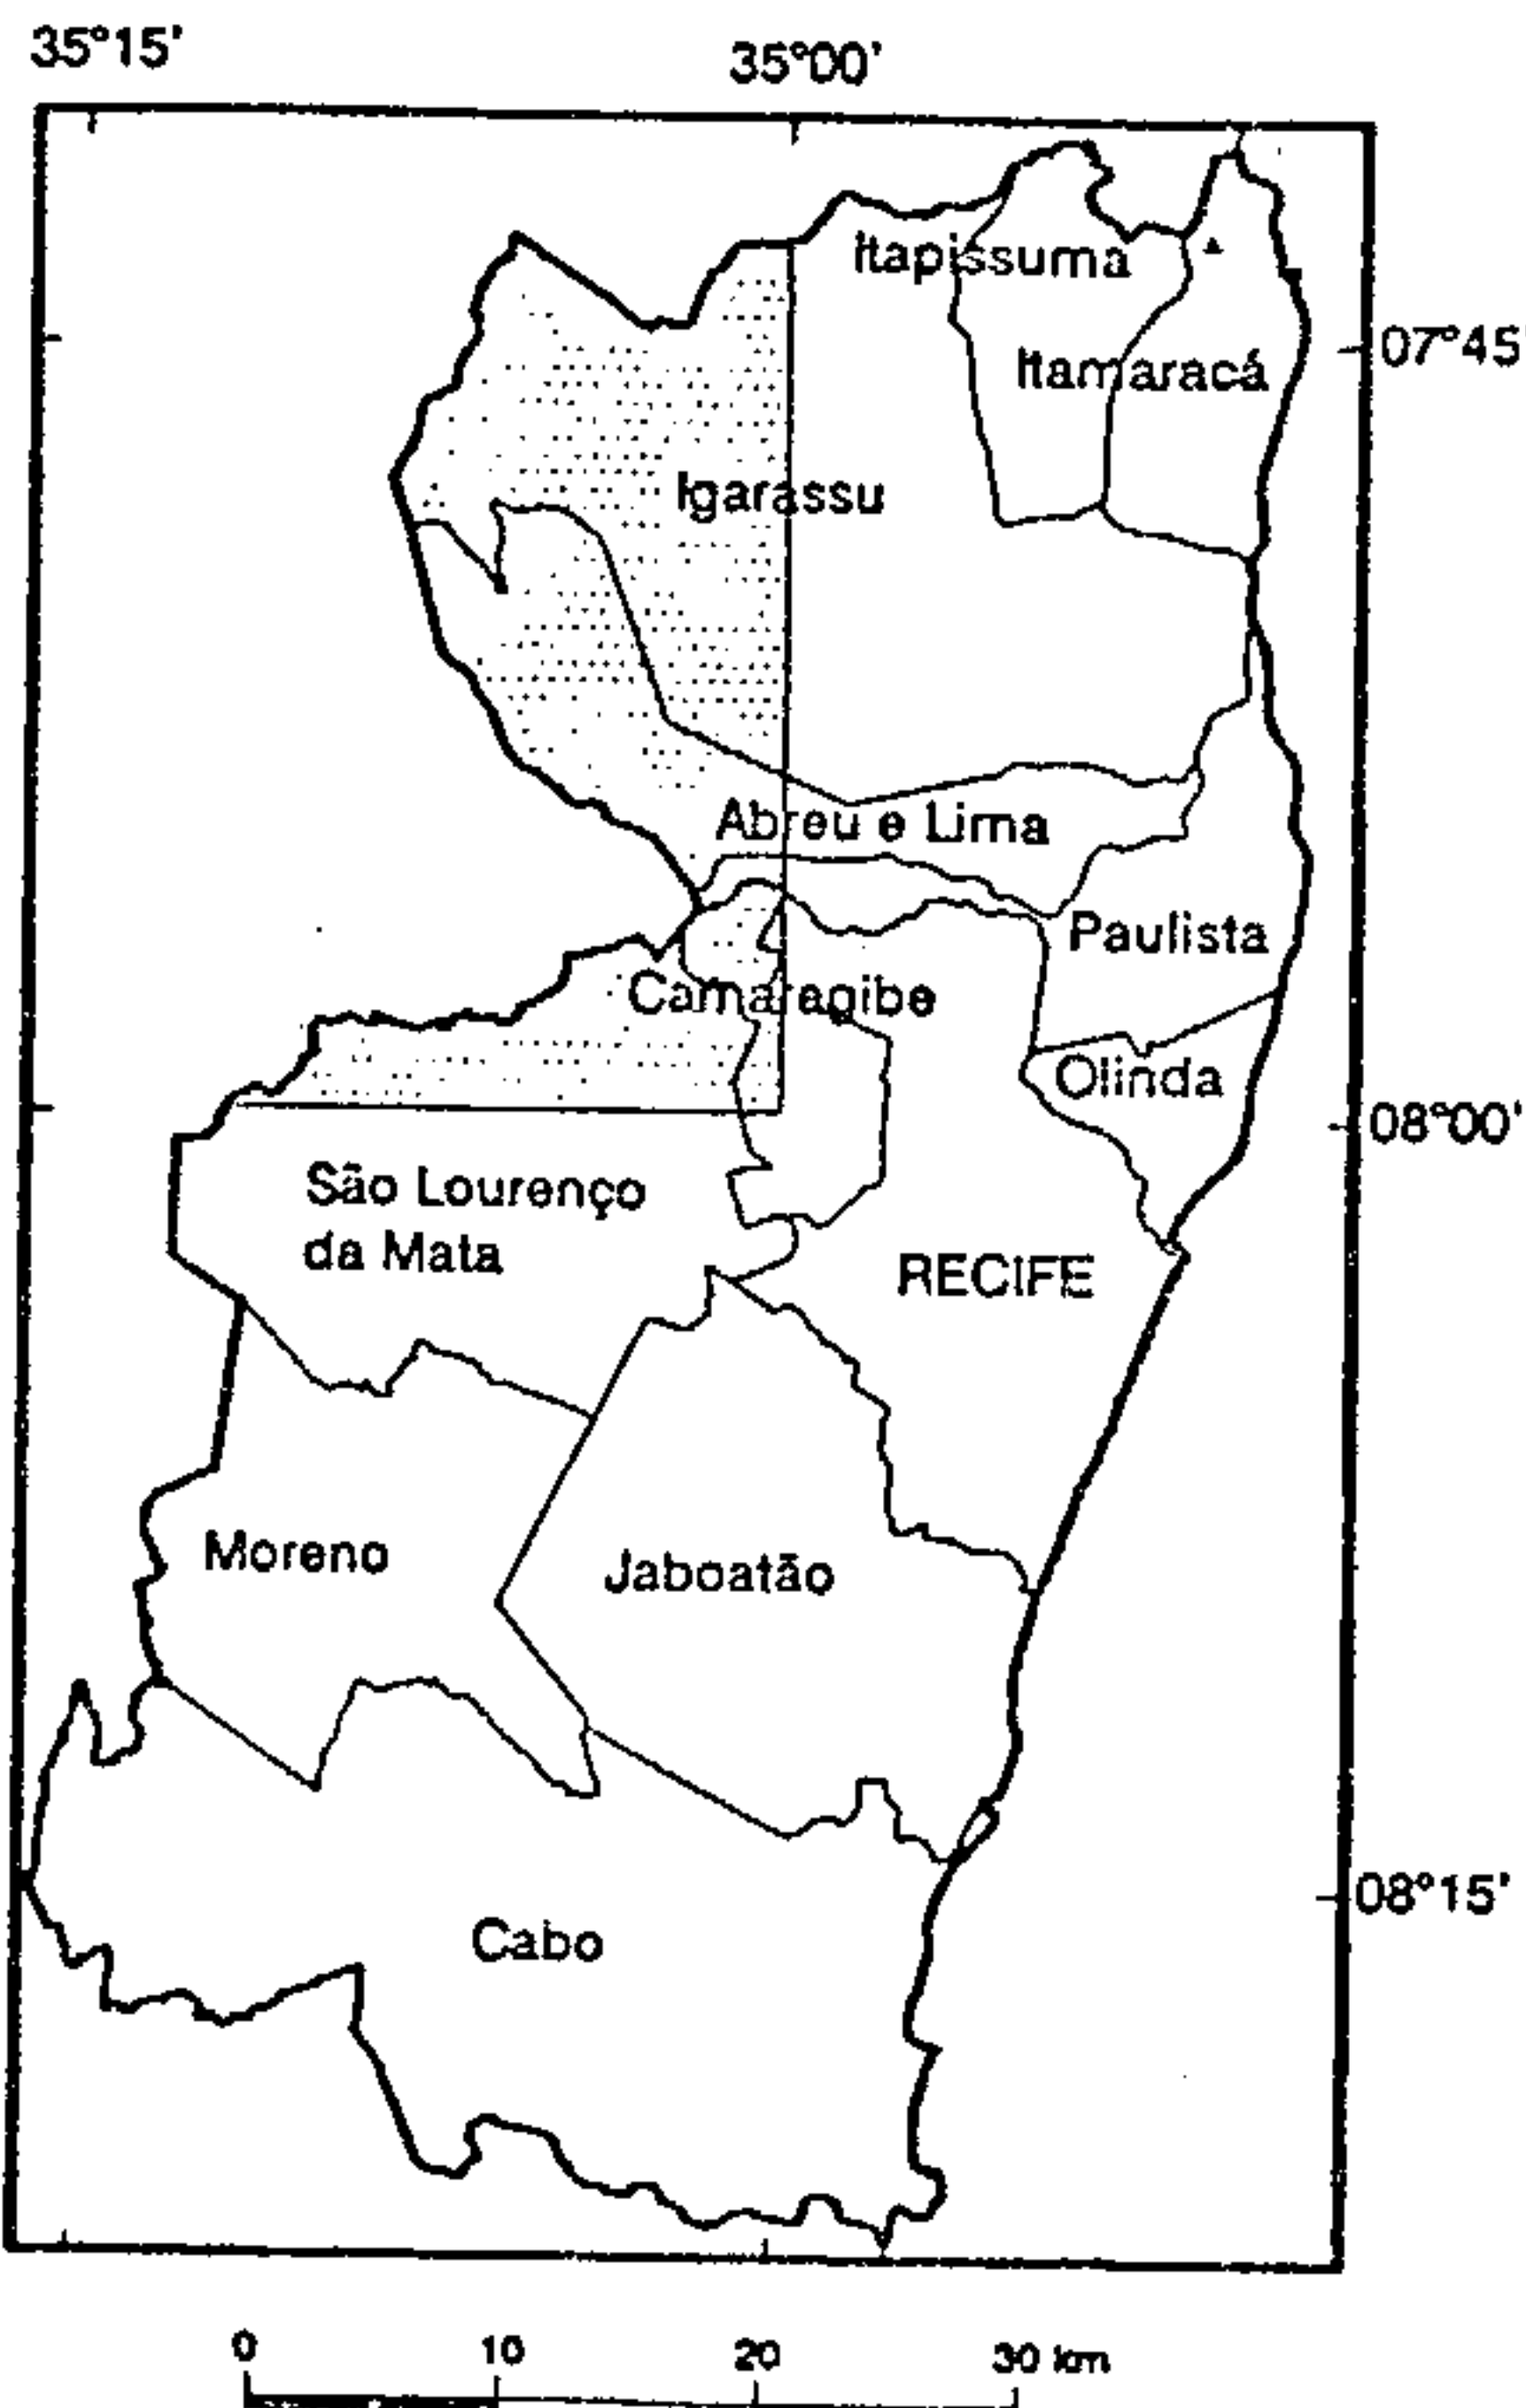 35°15'
35°00'
Itapissuma
07°45
Itamaracá
Igarassu
Abreu e Lima
Paulista
Camaragibe
Olinda
08°00'
São Lourenço
da Mata
RECIFE
Moreno
Jaboatão
08°15'
Cabo
0 10 20 30 km